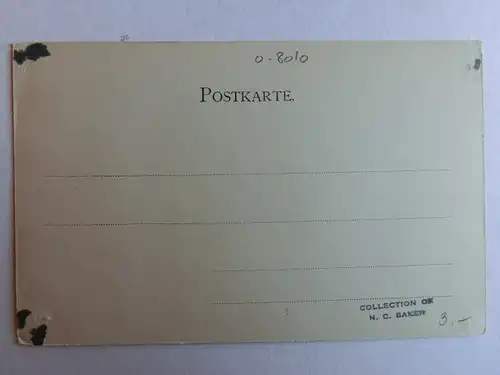 0-8010
POSTKARTE.
COLLECTION OF
N. C. BAKER
3,-